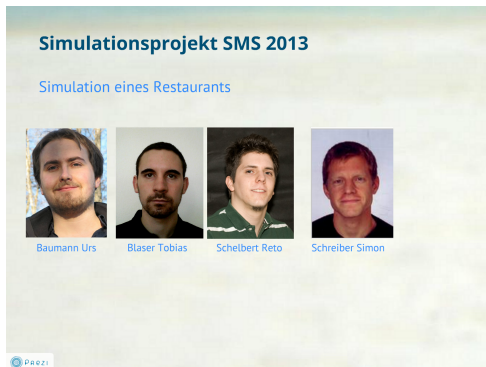 Simulationsprojekt SMS 2013
Simulation eines Restaurants
Baumann Urs Blaser Tobias Schelbert Reto Schreiber Simon
Prezi